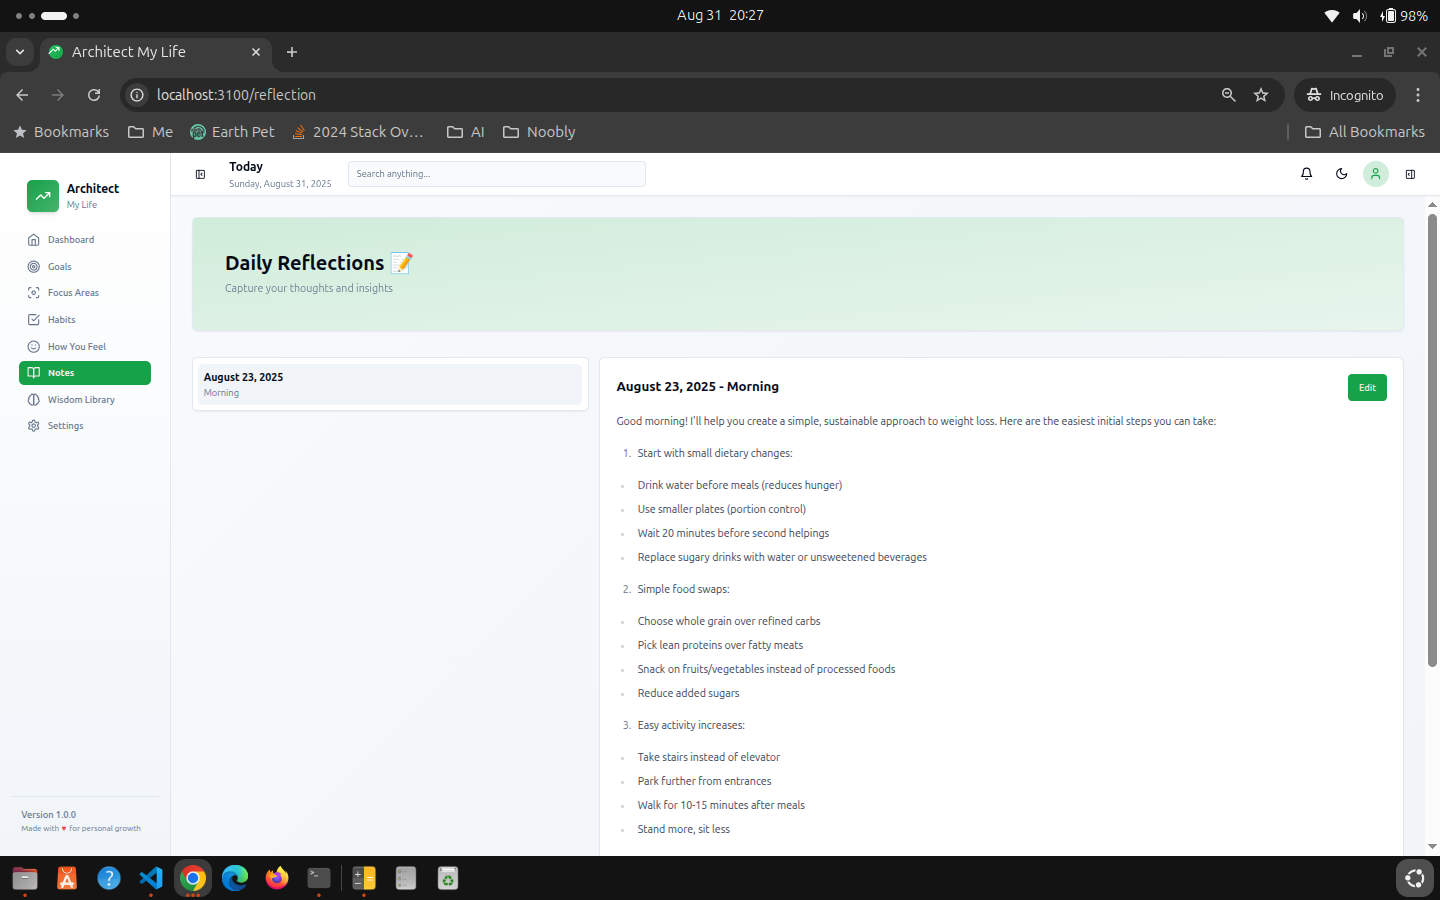 Aug 31 20:27
98%
Architect My Life
localhost:3100/reflection
Incognito
Bookmarks
Me
Earth Pet
2024 Stack Ov...
AI
Noobly
All Bookmarks
Architect
My Life
Today
Sunday, August 31, 2025
Search anything...
Dashboard
Goals
Focus Areas
Habits
How You Feel
Notes
Wisdom Library
Settings
Version 1.0.0
Made with ♥ for personal growth
Daily Reflections 📝
Capture your thoughts and insights
August 23, 2025
Morning
August 23, 2025 - Morning
Edit
Good morning! I'll help you create a simple, sustainable approach to weight loss. Here are the easiest initial steps you can take:
1. Start with small dietary changes:
• Drink water before meals (reduces hunger)
• Use smaller plates (portion control)
• Wait 20 minutes before second helpings
• Replace sugary drinks with water or unsweetened beverages
2. Simple food swaps:
• Choose whole grain over refined carbs
• Pick lean proteins over fatty meats
• Snack on fruits/vegetables instead of processed foods
• Reduce added sugars
3. Easy activity increases:
• Take stairs instead of elevator
• Park further from entrances
• Walk for 10-15 minutes after meals
• Stand more, sit less